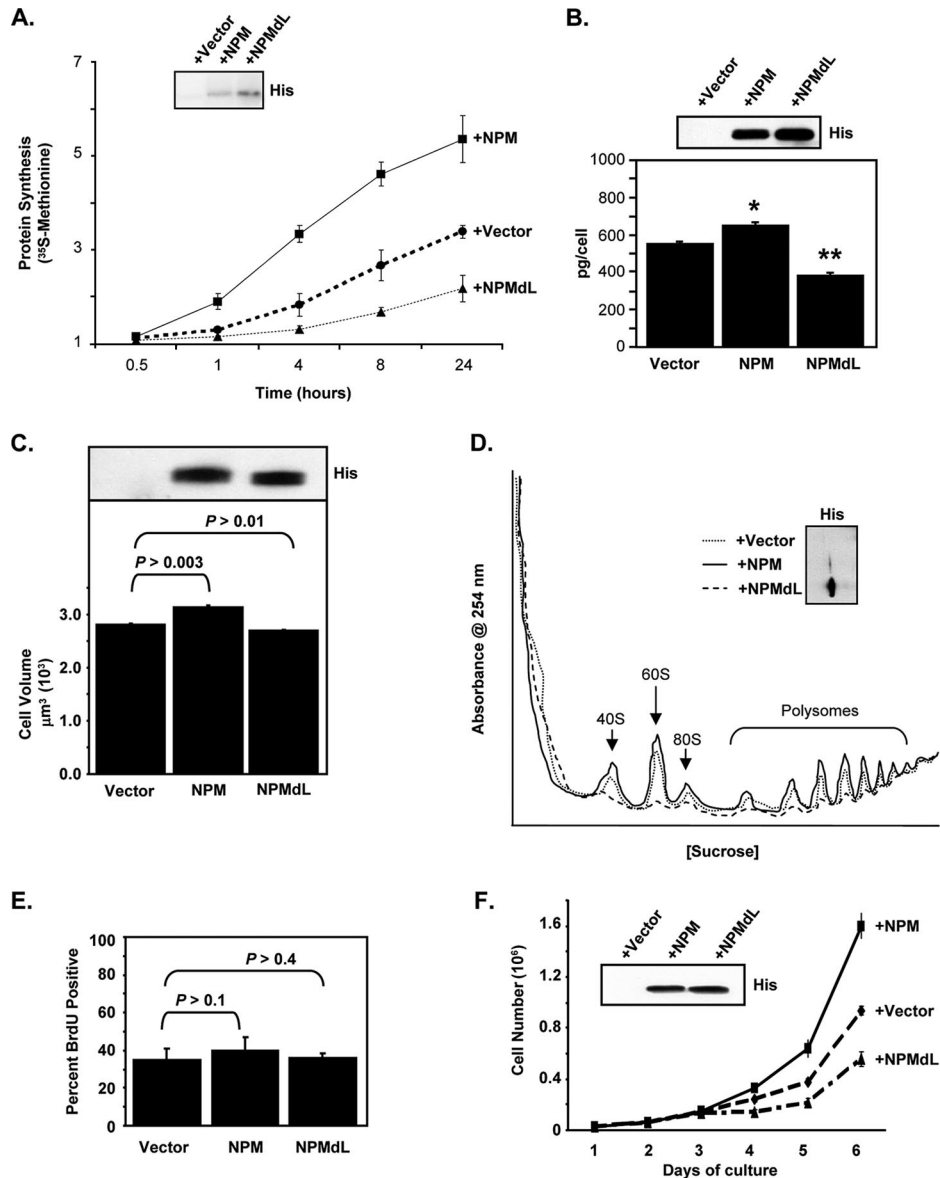 A.
+Vector
+NPM
+NPMdL
His
7
5
3
1
Protein Synthesis
(³⁵S-Methionine)
+NPM
+Vector
+NPMdL
0.5 1 4 8 24
Time (hours)
B.
+Vector
+NPM
+NPMdL
His
1000
800
600
400
200
0
pg/cell
*
**
Vector NPM NPMdL
C.
His
P > 0.01
P > 0.003
3.0
2.0
1.0
0.0
Cell Volume
μm³ (10³)
Vector NPM NPMdL
D.
Absorbance @ 254 nm
His
+Vector
+NPM
+NPMdL
40S
60S
80S
Polysomes
[Sucrose]
E.
100
80
60
40
20
0
Percent BrdU Positive
P > 0.4
P > 0.1
Vector NPM NPMdL
F.
+Vector
+NPM
+NPMdL
His
1.6
1.2
0.8
0.4
0
Cell Number (10⁶)
+NPM
+Vector
+NPMdL
1 2 3 4 5 6
Days of culture